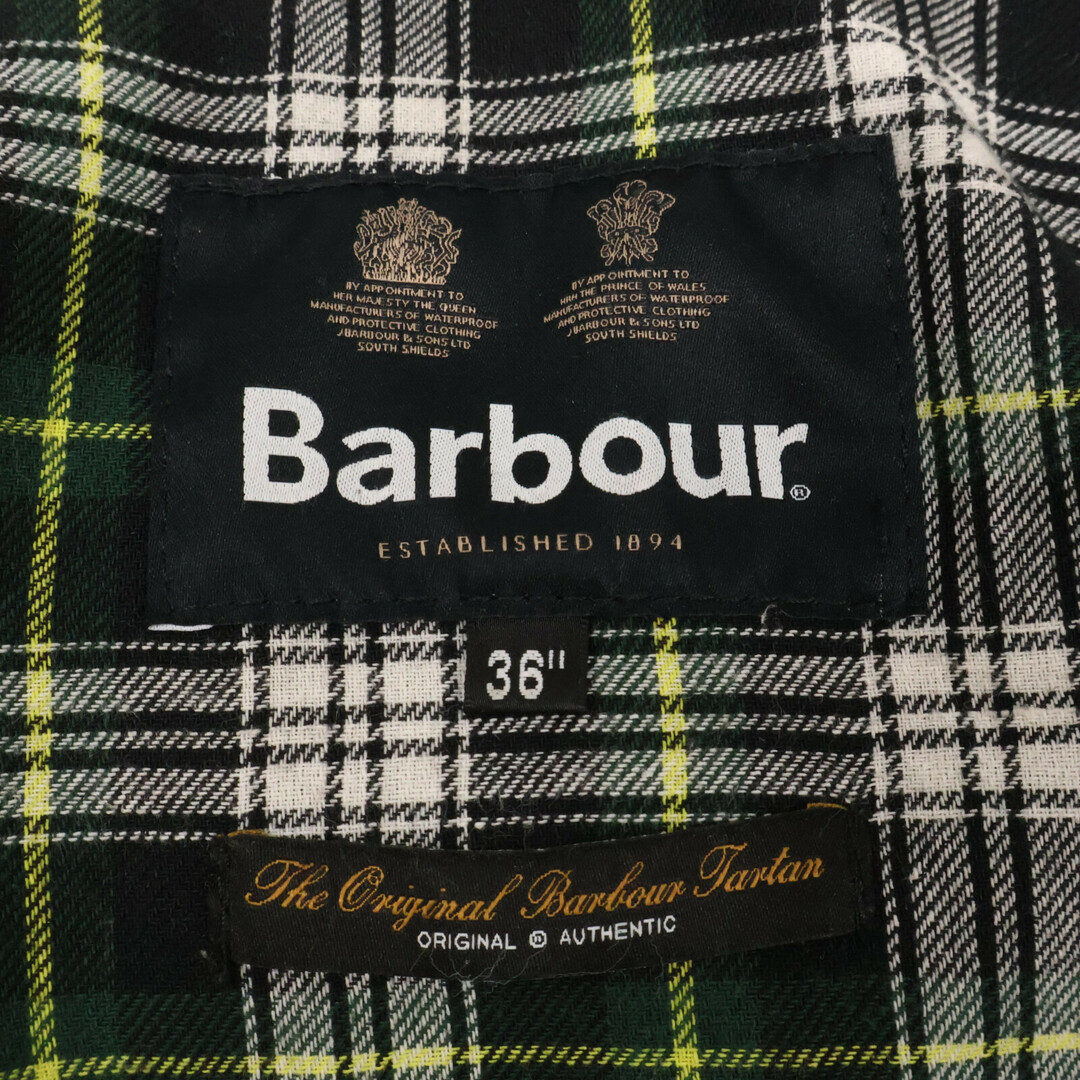 BY APPOINTMENT TO
HER MAJESTY THE QUEEN
MANUFACTURERS OF WATERPROOF
AND PROTECTIVE CLOTHING
J BARBOUR & SONS LTD
SOUTH SHIELDS
BY APPOINTMENT TO
HRH THE PRINCE OF WALES
MANUFACTURERS OF WATERPROOF
AND PROTECTIVE CLOTHING
J BARBOUR & SONS LTD
SOUTH SHIELDS
Barbour®
ESTABLISHED 1894
36"
The Original Barbour Tartan
ORIGINAL AUTHENTIC